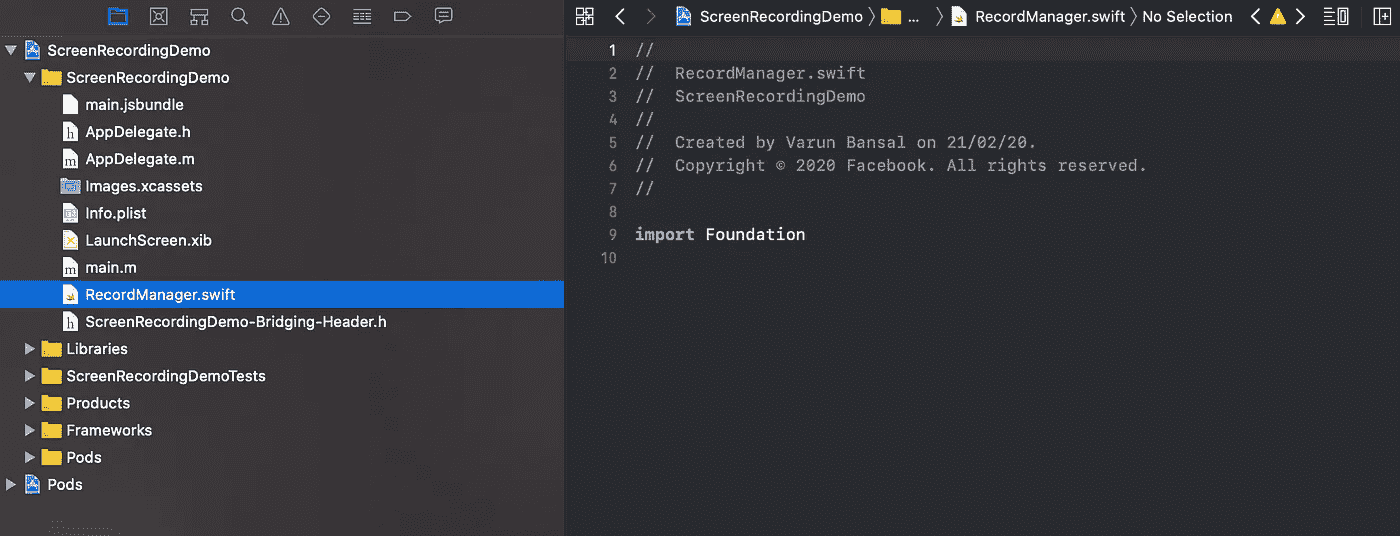 ScreenRecordingDemo
ScreenRecordingDemo
main.jsbundle
h AppDelegate.h
m AppDelegate.m
Images.xcassets
Info.plist
LaunchScreen.xib
m main.m
RecordManager.swift
h ScreenRecordingDemo-Bridging-Header.h
Libraries
ScreenRecordingDemoTests
Products
Frameworks
Pods
Pods
ScreenRecordingDemo ... RecordManager.swift No Selection
1 //
2 //  RecordManager.swift
3 //  ScreenRecordingDemo
4 //
5 //  Created by Varun Bansal on 21/02/20.
6 //  Copyright © 2020 Facebook. All rights reserved.
7 //
8
9 import Foundation
10